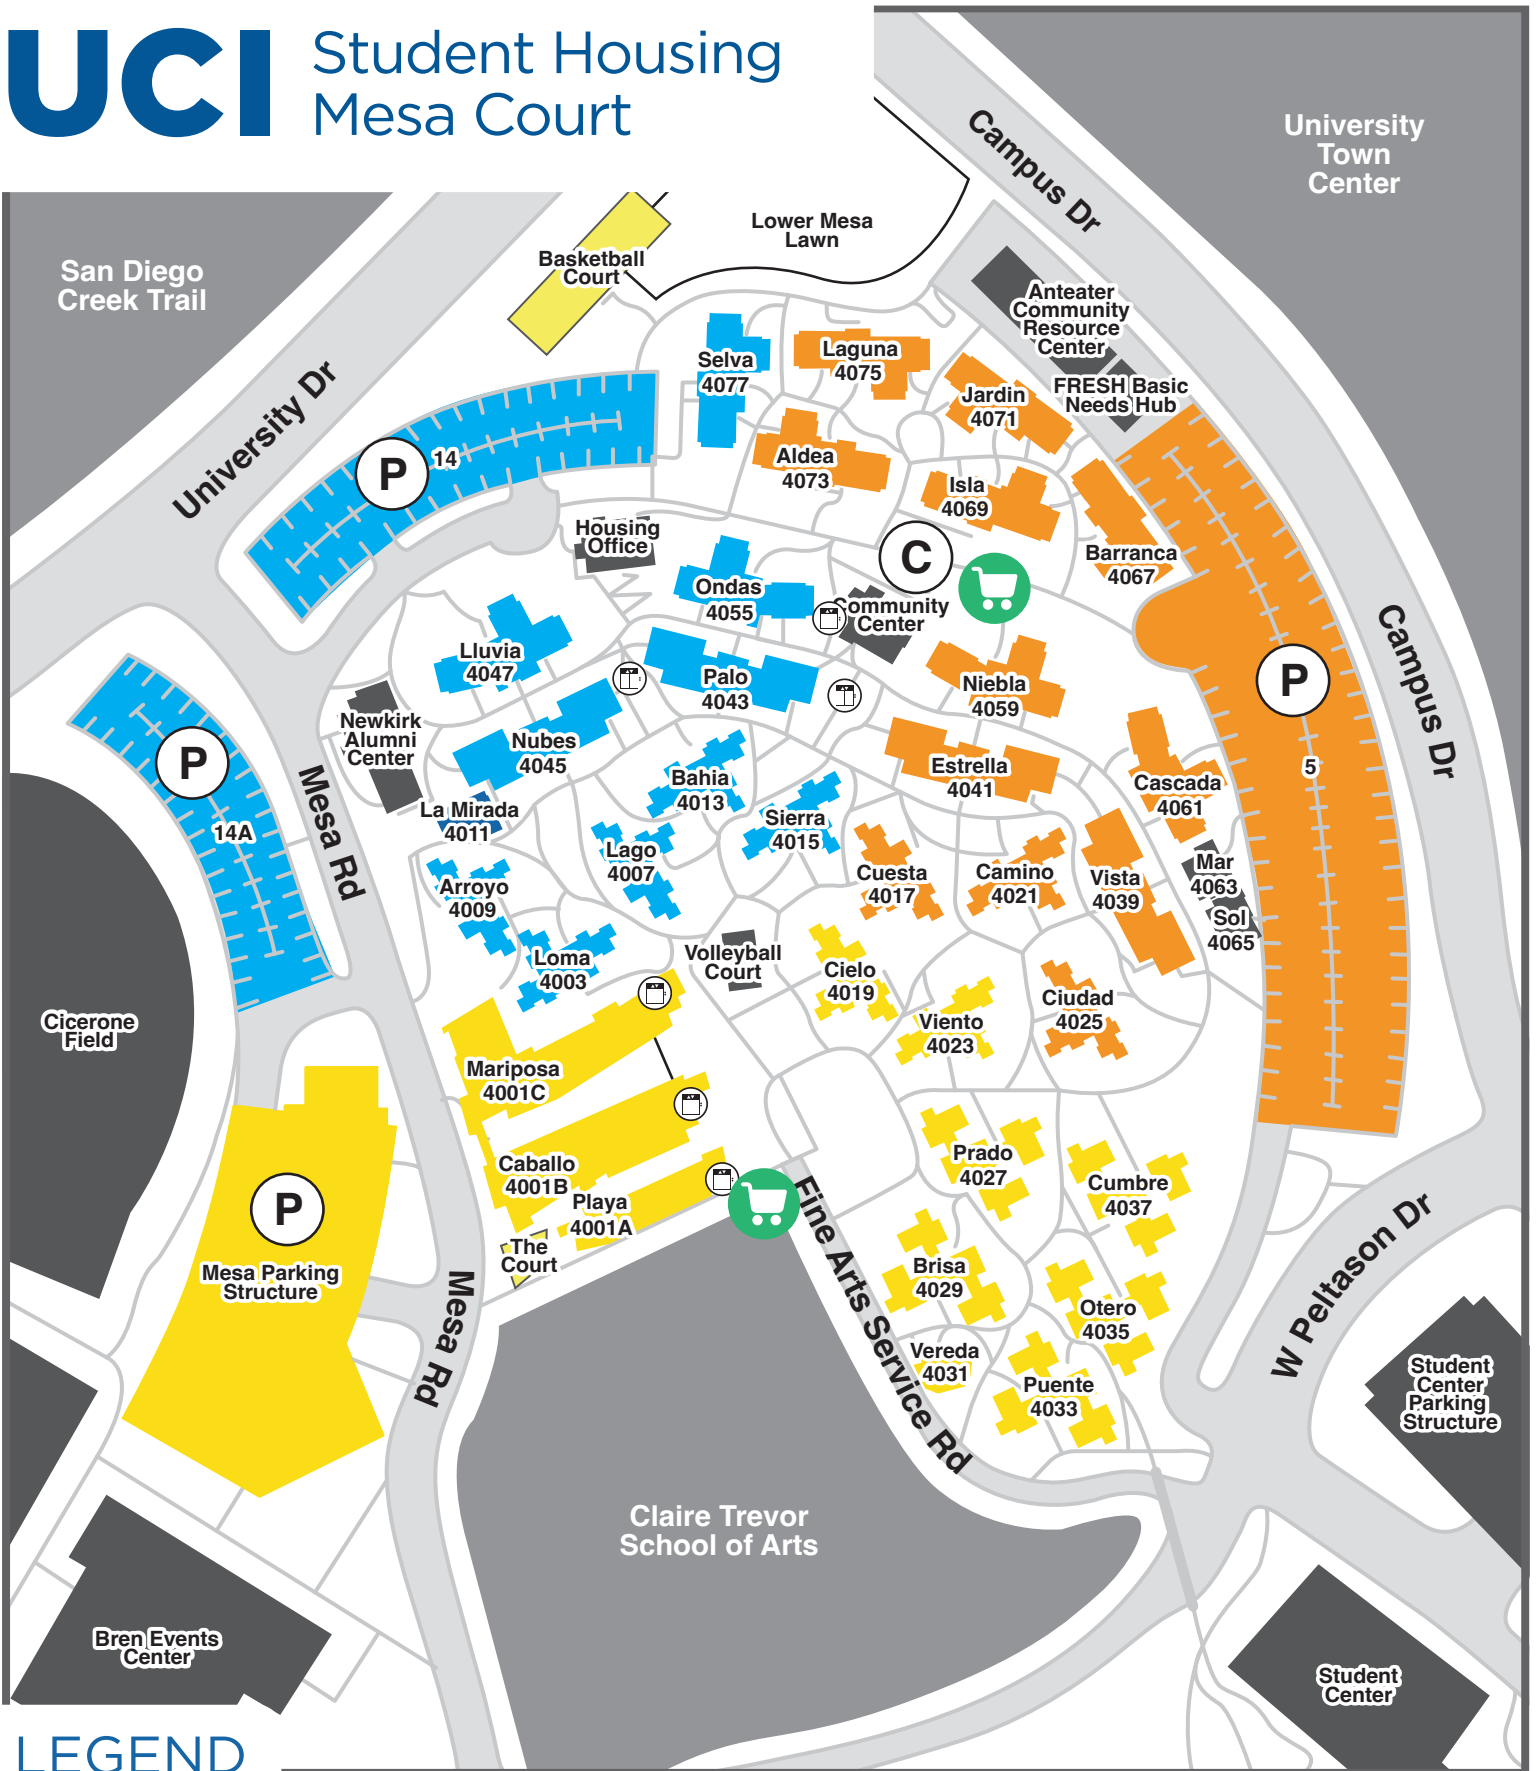 UCI
Student Housing
Mesa Court
Campus Dr
University
Town
Center
San Diego
Creek Trail
Basketball
Court
Lower Mesa
Lawn
Anteater
Community
Resource
Center
University Dr
Selva
4077
Laguna
4075
Jardin
4071
FRESH Basic
Needs Hub
P
14
Aldea
4073
Isla
4069
Housing
Office
C
Barranca
4067
Ondas
4055
Community
Center
Campus Dr
Lluvia
4047
Palo
4043
Niebla
4059
P
5
Newkirk
Alumni
Center
Nubes
4045
Bahia
4013
Estrella
4041
Cascada
4061
P
14A
Mesa Rd
La Mirada
4011
Sierra
4015
Lago
4007
Cuesta
4017
Camino
4021
Vista
4039
Mar
4063
Sol
4065
Arroyo
4009
Loma
4003
Volleyball
Court
Cielo
4019
Viento
4023
Ciudad
4025
Cicerone
Field
Mariposa
4001C
Caballo
4001B
Playa
4001A
The
Court
Prado
4027
Cumbre
4037
P
Mesa Parking
Structure
Mesa Rd
Fine Arts Service Rd
Brisa
4029
Otero
4035
Vereda
4031
Puente
4033
W Peltason Dr
Student
Center
Parking
Structure
Claire Trevor
School of Arts
Bren Events
Center
Student
Center
LEGEND